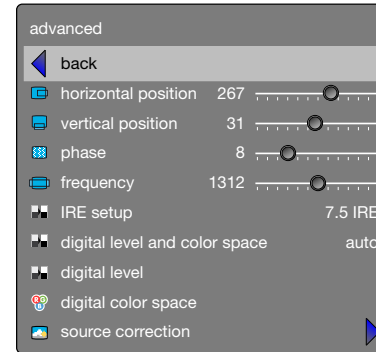 advanced
back
horizontal position 267
vertical position 31
phase 8
frequency 1312
IRE setup 7.5 IRE
digital level and color space auto
digital level
digital color space
source correction